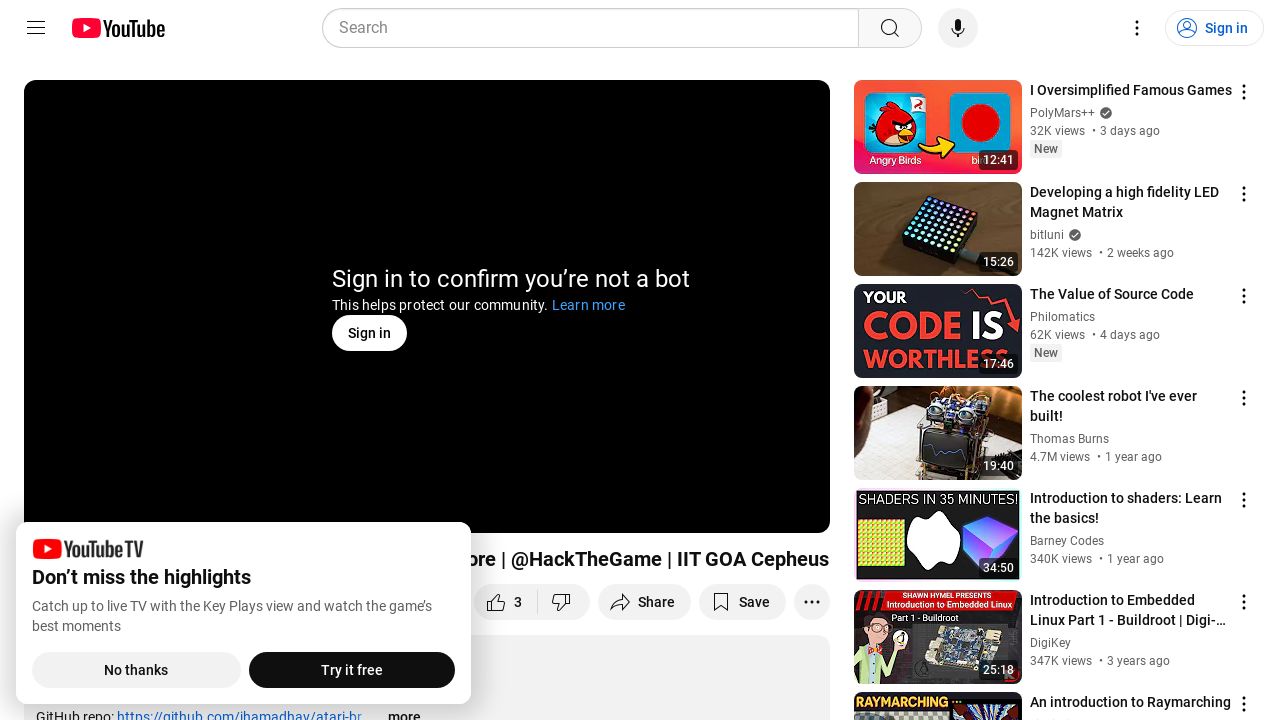 YouTube
Search
Sign in
Sign in to confirm you’re not a bot
This helps protect our community. Learn more
Sign in
ore | @HackTheGame | IIT GOA Cepheus
3
Share
Save
GitHub repo: https://github.com/jhamadhav/atari-br...
more
YouTube TV
Don’t miss the highlights
Catch up to live TV with the Key Plays view and watch the game’s
best moments
No thanks
Try it free
Angry Birds
12:41
I Oversimplified Famous Games
PolyMars++
32K views • 3 days ago
New
15:26
Developing a high fidelity LED
Magnet Matrix
bitluni
142K views • 2 weeks ago
YOUR
CODE IS
WORTHLESS
17:46
The Value of Source Code
Philomatics
62K views • 4 days ago
New
19:40
The coolest robot I've ever
built!
Thomas Burns
4.7M views • 1 year ago
SHADERS IN 35 MINUTES!
34:50
Introduction to shaders: Learn
the basics!
Barney Codes
340K views • 1 year ago
SHAWN HYMEL PRESENTS
Introduction to Embedded Linux
Part 1 - Buildroot
25:18
Introduction to Embedded
Linux Part 1 - Buildroot | Digi-...
DigiKey
347K views • 3 years ago
RAYMARCHING
An introduction to Raymarching